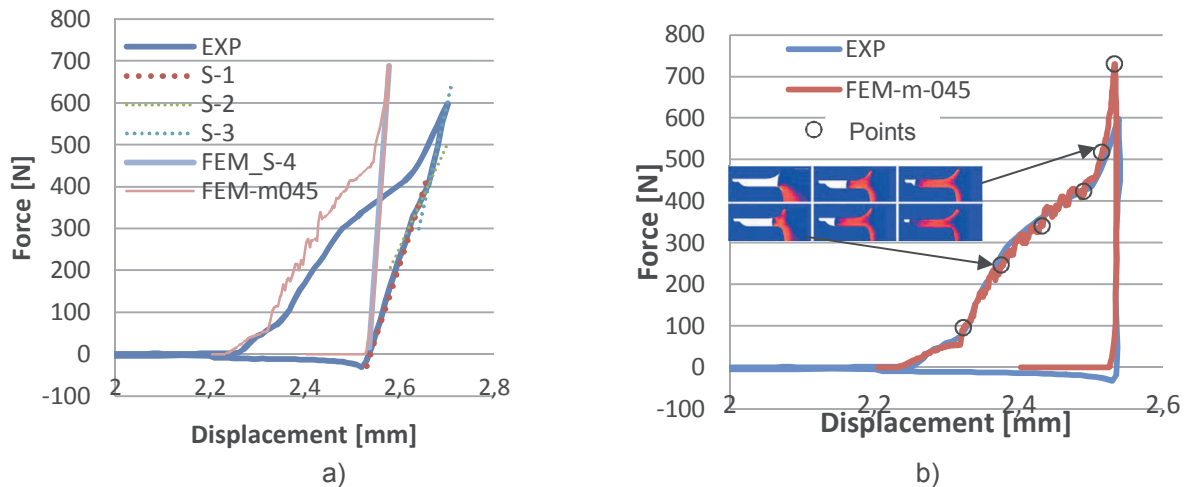 800
700
600
500
400
300
200
100
0
-100
Force [N]
EXP
S-1
S-2
S-3
FEM_S-4
FEM-m045
2
2,2
2,4
2,6
2,8
Displacement [mm]
a)
800
700
600
500
400
300
200
100
0
-100
Force [N]
EXP
FEM-m-045
Points
2
2,2
2,4
2,6
Displacement [mm]
b)